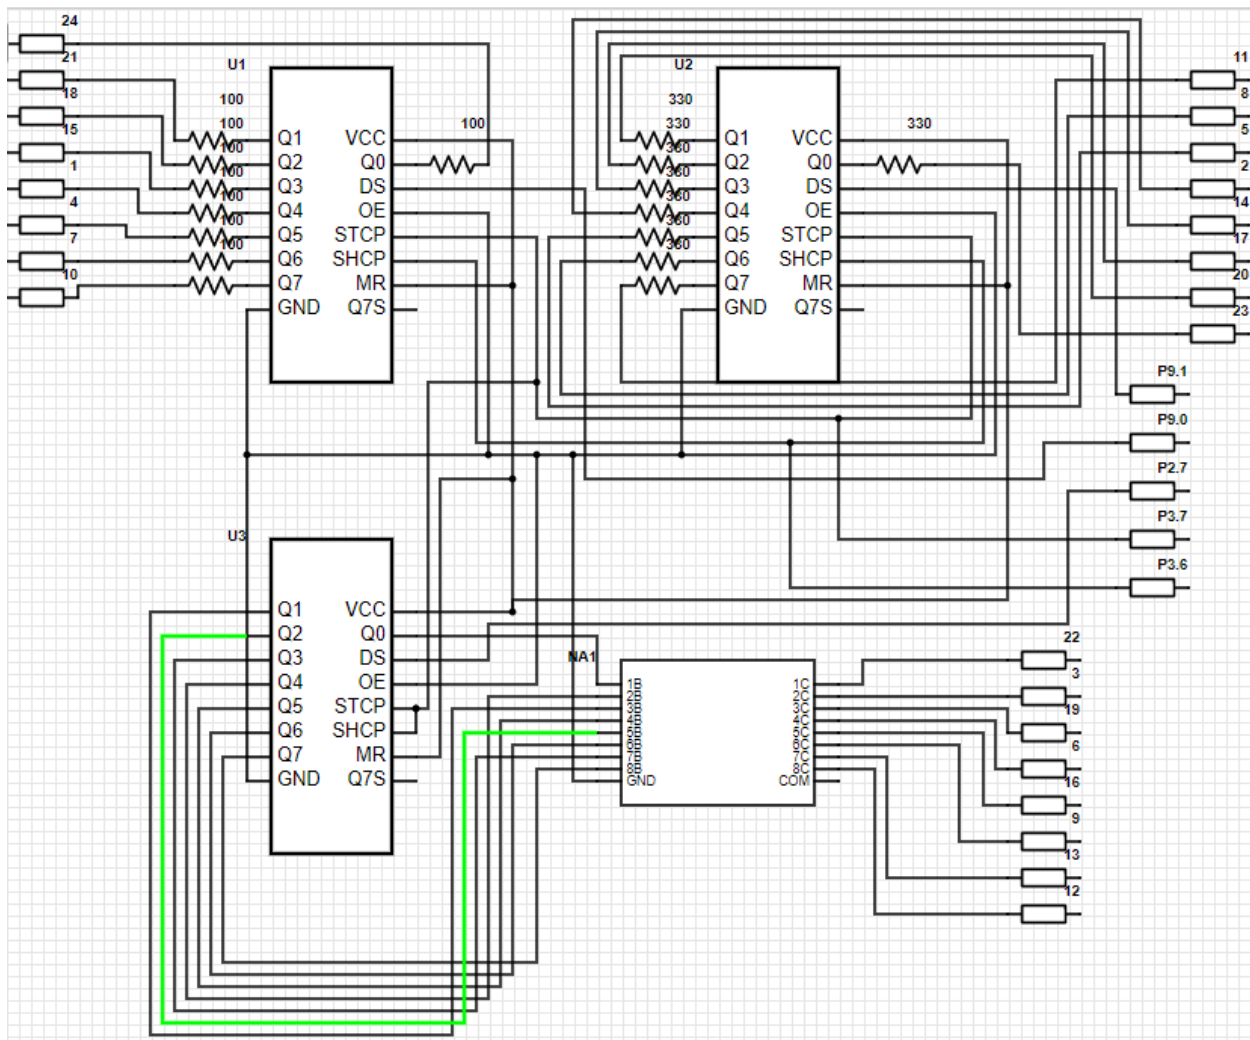 24
21
18
15
1
4
7
10
U1
100
100
100
100
100
100
100
100
Q1
Q2
Q3
Q4
Q5
Q6
Q7
GND
VCC
Q0
DS
OE
STCP
SHCP
MR
Q7S
U2
330
330
330
330
330
330
330
330
Q1
Q2
Q3
Q4
Q5
Q6
Q7
GND
VCC
Q0
DS
OE
STCP
SHCP
MR
Q7S
11
8
5
2
14
17
20
23
P9.1
P9.0
P2.7
P3.7
P3.6
U3
Q1
Q2
Q3
Q4
Q5
Q6
Q7
GND
VCC
Q0
DS
OE
STCP
SHCP
MR
Q7S
NA1
1B
2B
3B
4B
5B
6B
7B
8B
GND
1C
2C
3C
4C
5C
6C
7C
8C
COM
22
3
19
6
16
9
13
12